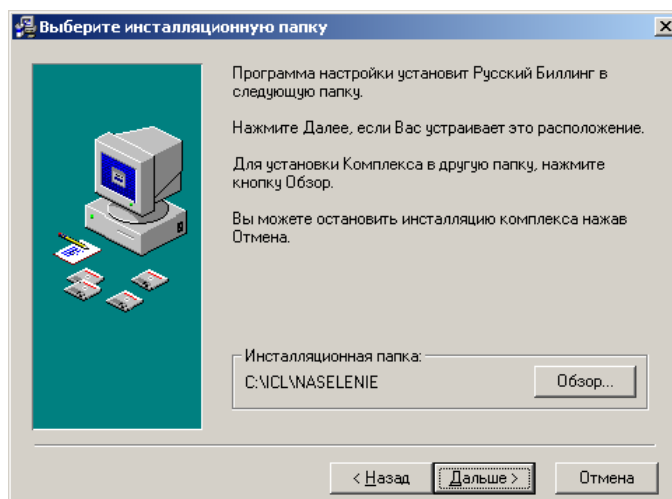 Выберите инсталляционную папку
Программа настройки установит Русский Биллинг в
следующую папку.
Нажмите Далее, если Вас устраивает это расположение.
Для установки Комплекса в другую папку, нажмите
кнопку Обзор.
Вы можете остановить инсталляцию комплекса нажав
Отмена.
Инсталляционная папка:
C:\ICL\NASELENIE
Обзор...
< Назад
Дальше >
Отмена